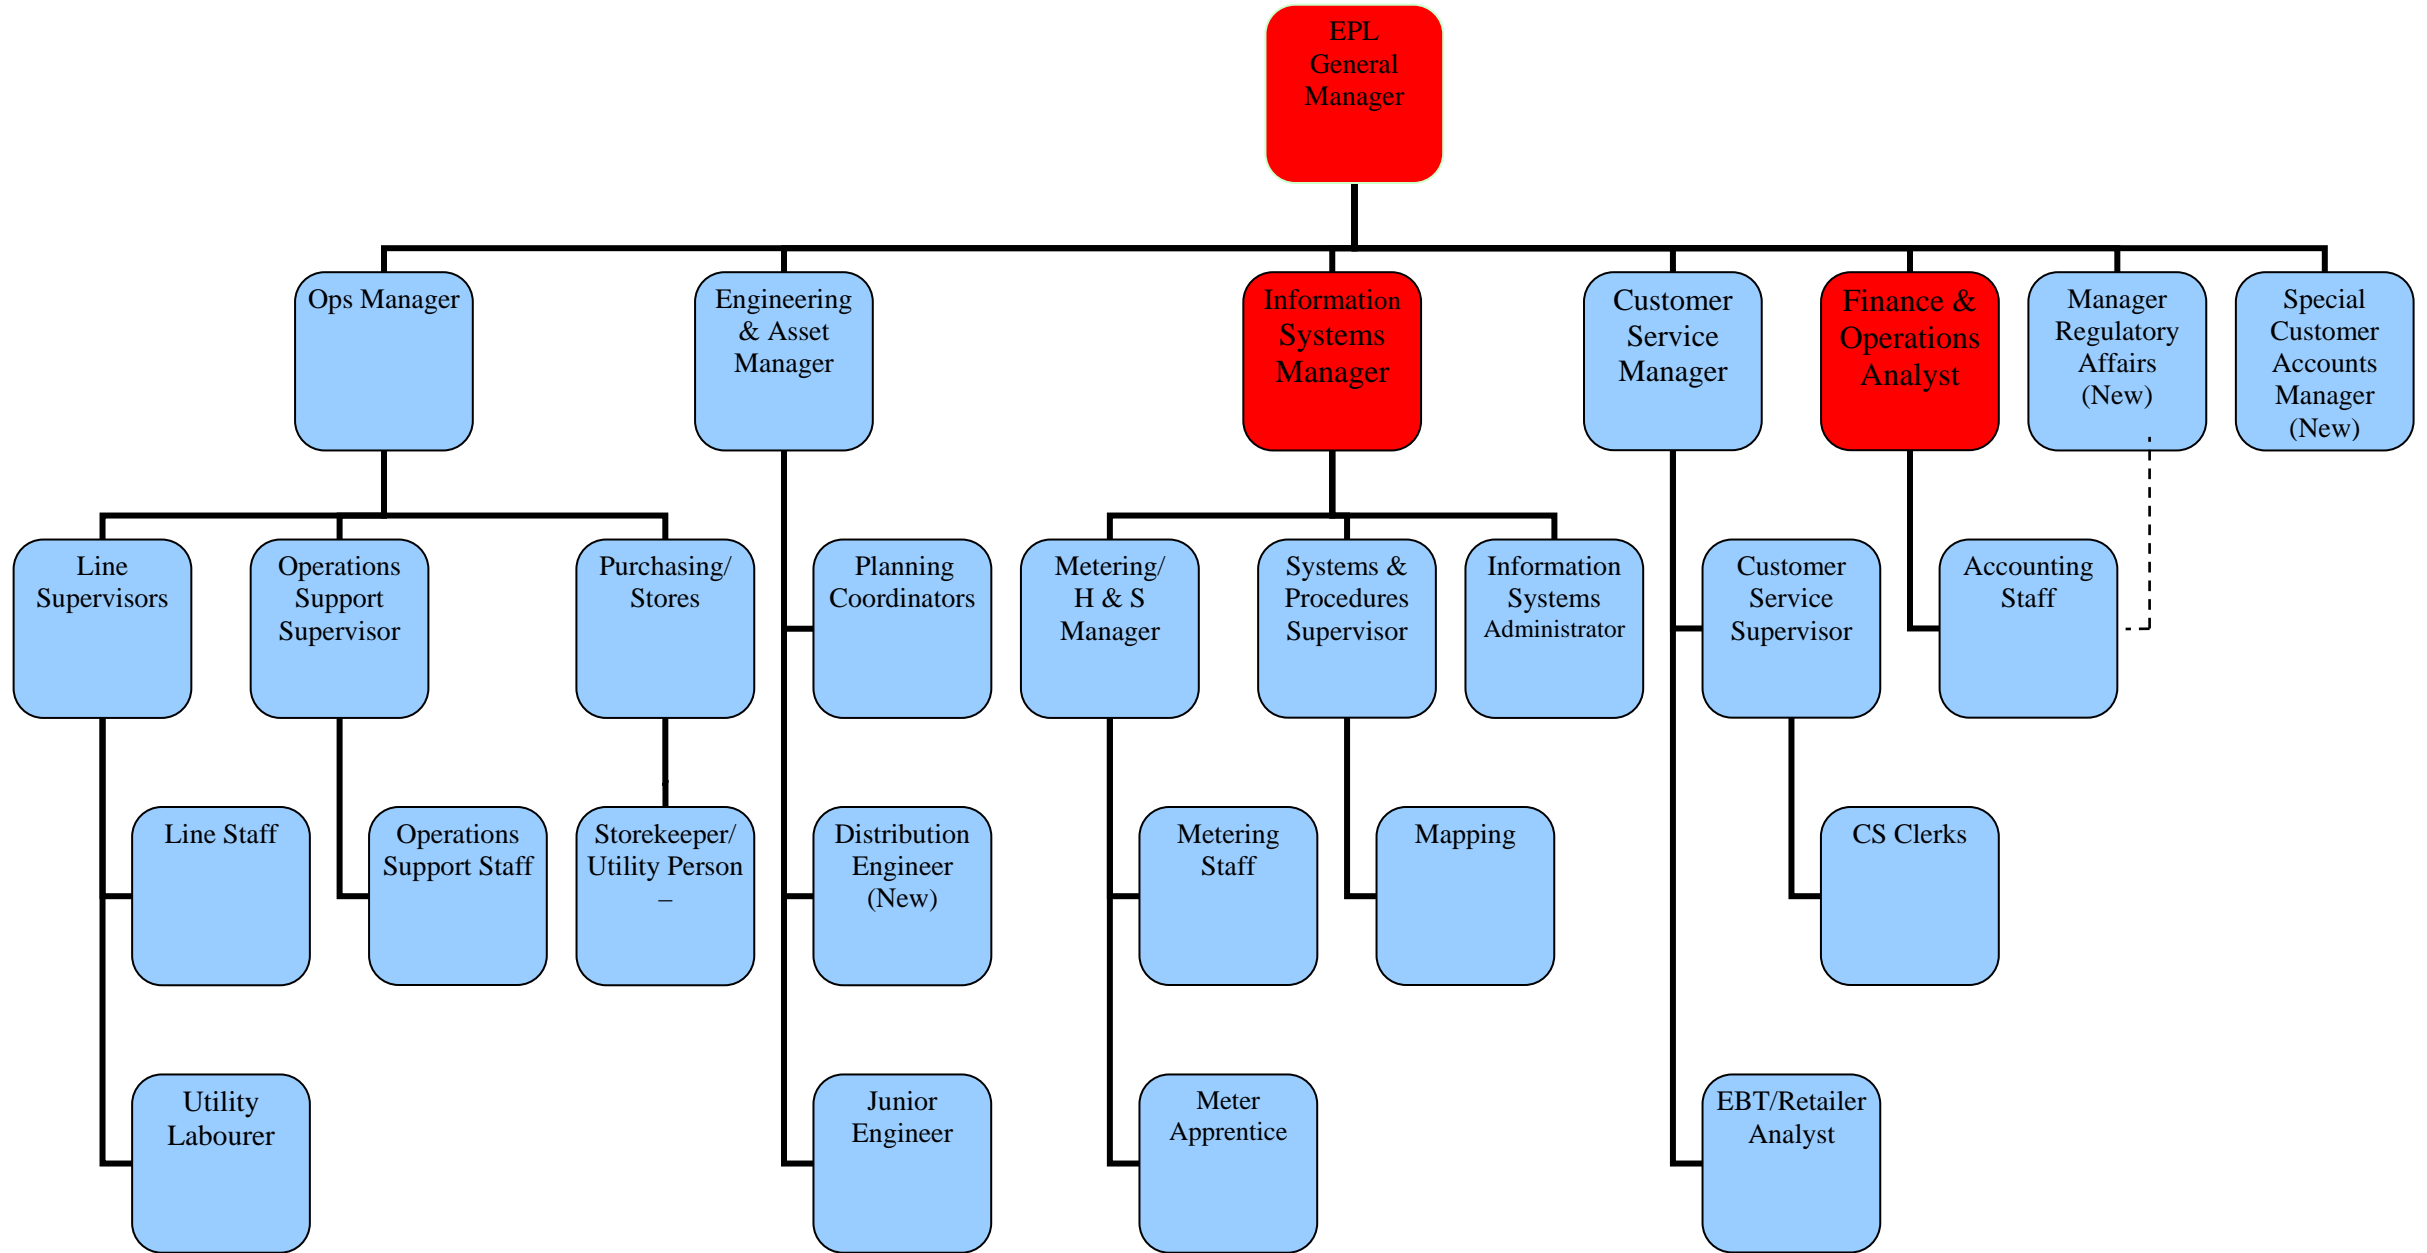 EPL
General
Manager
Ops Manager
Engineering
& Asset
Manager
Information
Systems
Manager
Customer
Service
Manager
Finance &
Operations
Analyst
Manager
Regulatory
Affairs
(New)
Special
Customer
Accounts
Manager
(New)
Line
Supervisors
Operations
Support
Supervisor
Purchasing/
Stores
Planning
Coordinators
Metering/
H & S
Manager
Systems &
Procedures
Supervisor
Information
Systems
Administrator
Customer
Service
Supervisor
Accounting
Staff
Line Staff
Operations
Support Staff
Storekeeper/
Utility Person
–
Distribution
Engineer
(New)
Metering
Staff
Mapping
CS Clerks
Utility
Labourer
Junior
Engineer
Meter
Apprentice
EBT/Retailer
Analyst